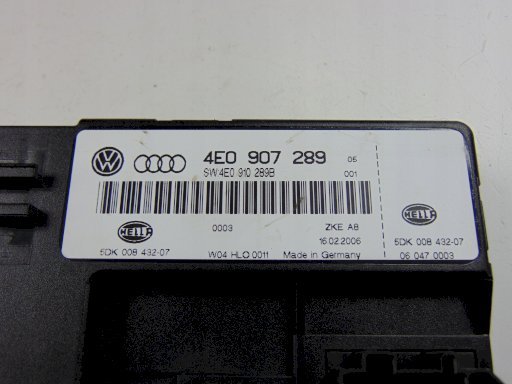 4E0 907 289 05
SW:4E0 910 289B 001
0003 ZKE A8
HELLA 16.02.2006 HELLA
5DK 008 432-07 W04 HLO 0011 Made in Germany
5DK 008 432-07
06 047 0003